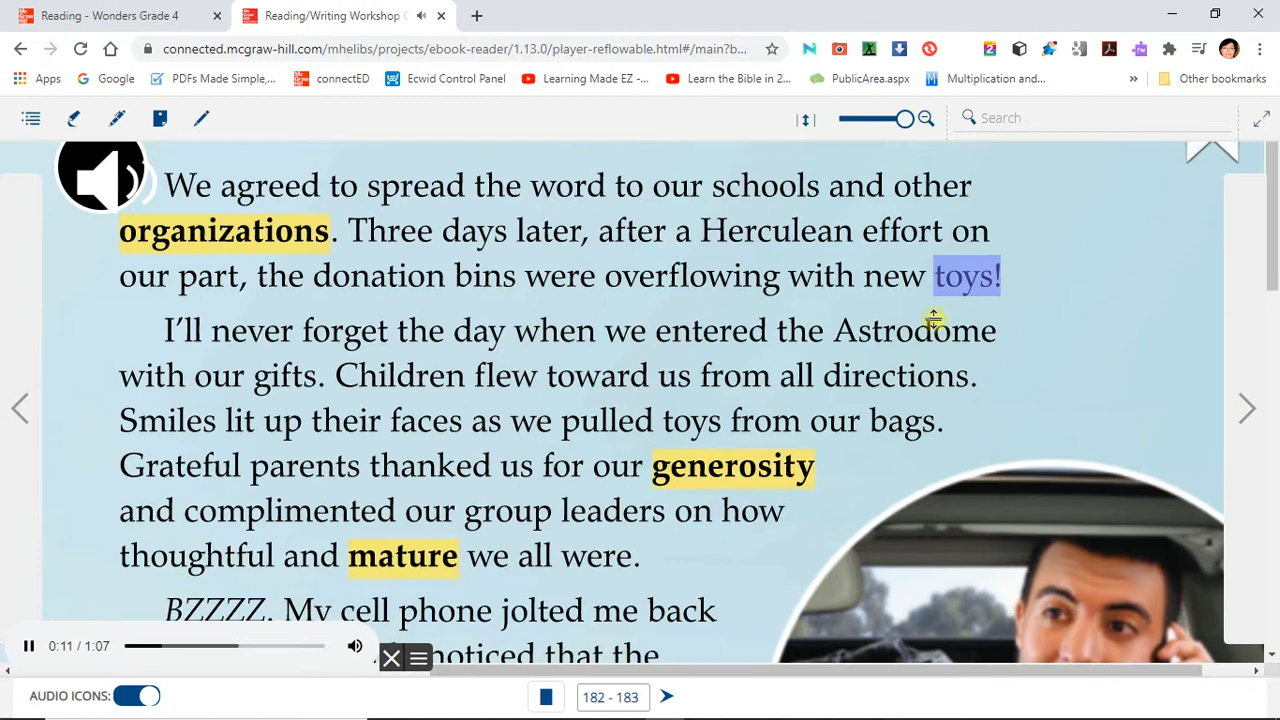 Reading - Wonders Grade 4
Reading/Writing Workshop
connected.mcgraw-hill.com/mhelibs/projects/ebook-reader/1.13.0/player-reflowable.html#/main?b...
Apps Google PDFs Made Simple,... connectED Ecwid Control Panel Learning Made EZ -... Learn the Bible in 2... PublicArea.aspx Multiplication and... » Other bookmarks
Search
We agreed to spread the word to our schools and other
organizations. Three days later, after a Herculean effort on
our part, the donation bins were overflowing with new toys!
I'll never forget the day when we entered the Astrodome
with our gifts. Children flew toward us from all directions.
Smiles lit up their faces as we pulled toys from our bags.
Grateful parents thanked us for our generosity
and complimented our group leaders on how
thoughtful and mature we all were.
BZZZZ. My cell phone jolted me back
noticed that the
0:11 / 1:07
AUDIO ICONS:
182 - 183